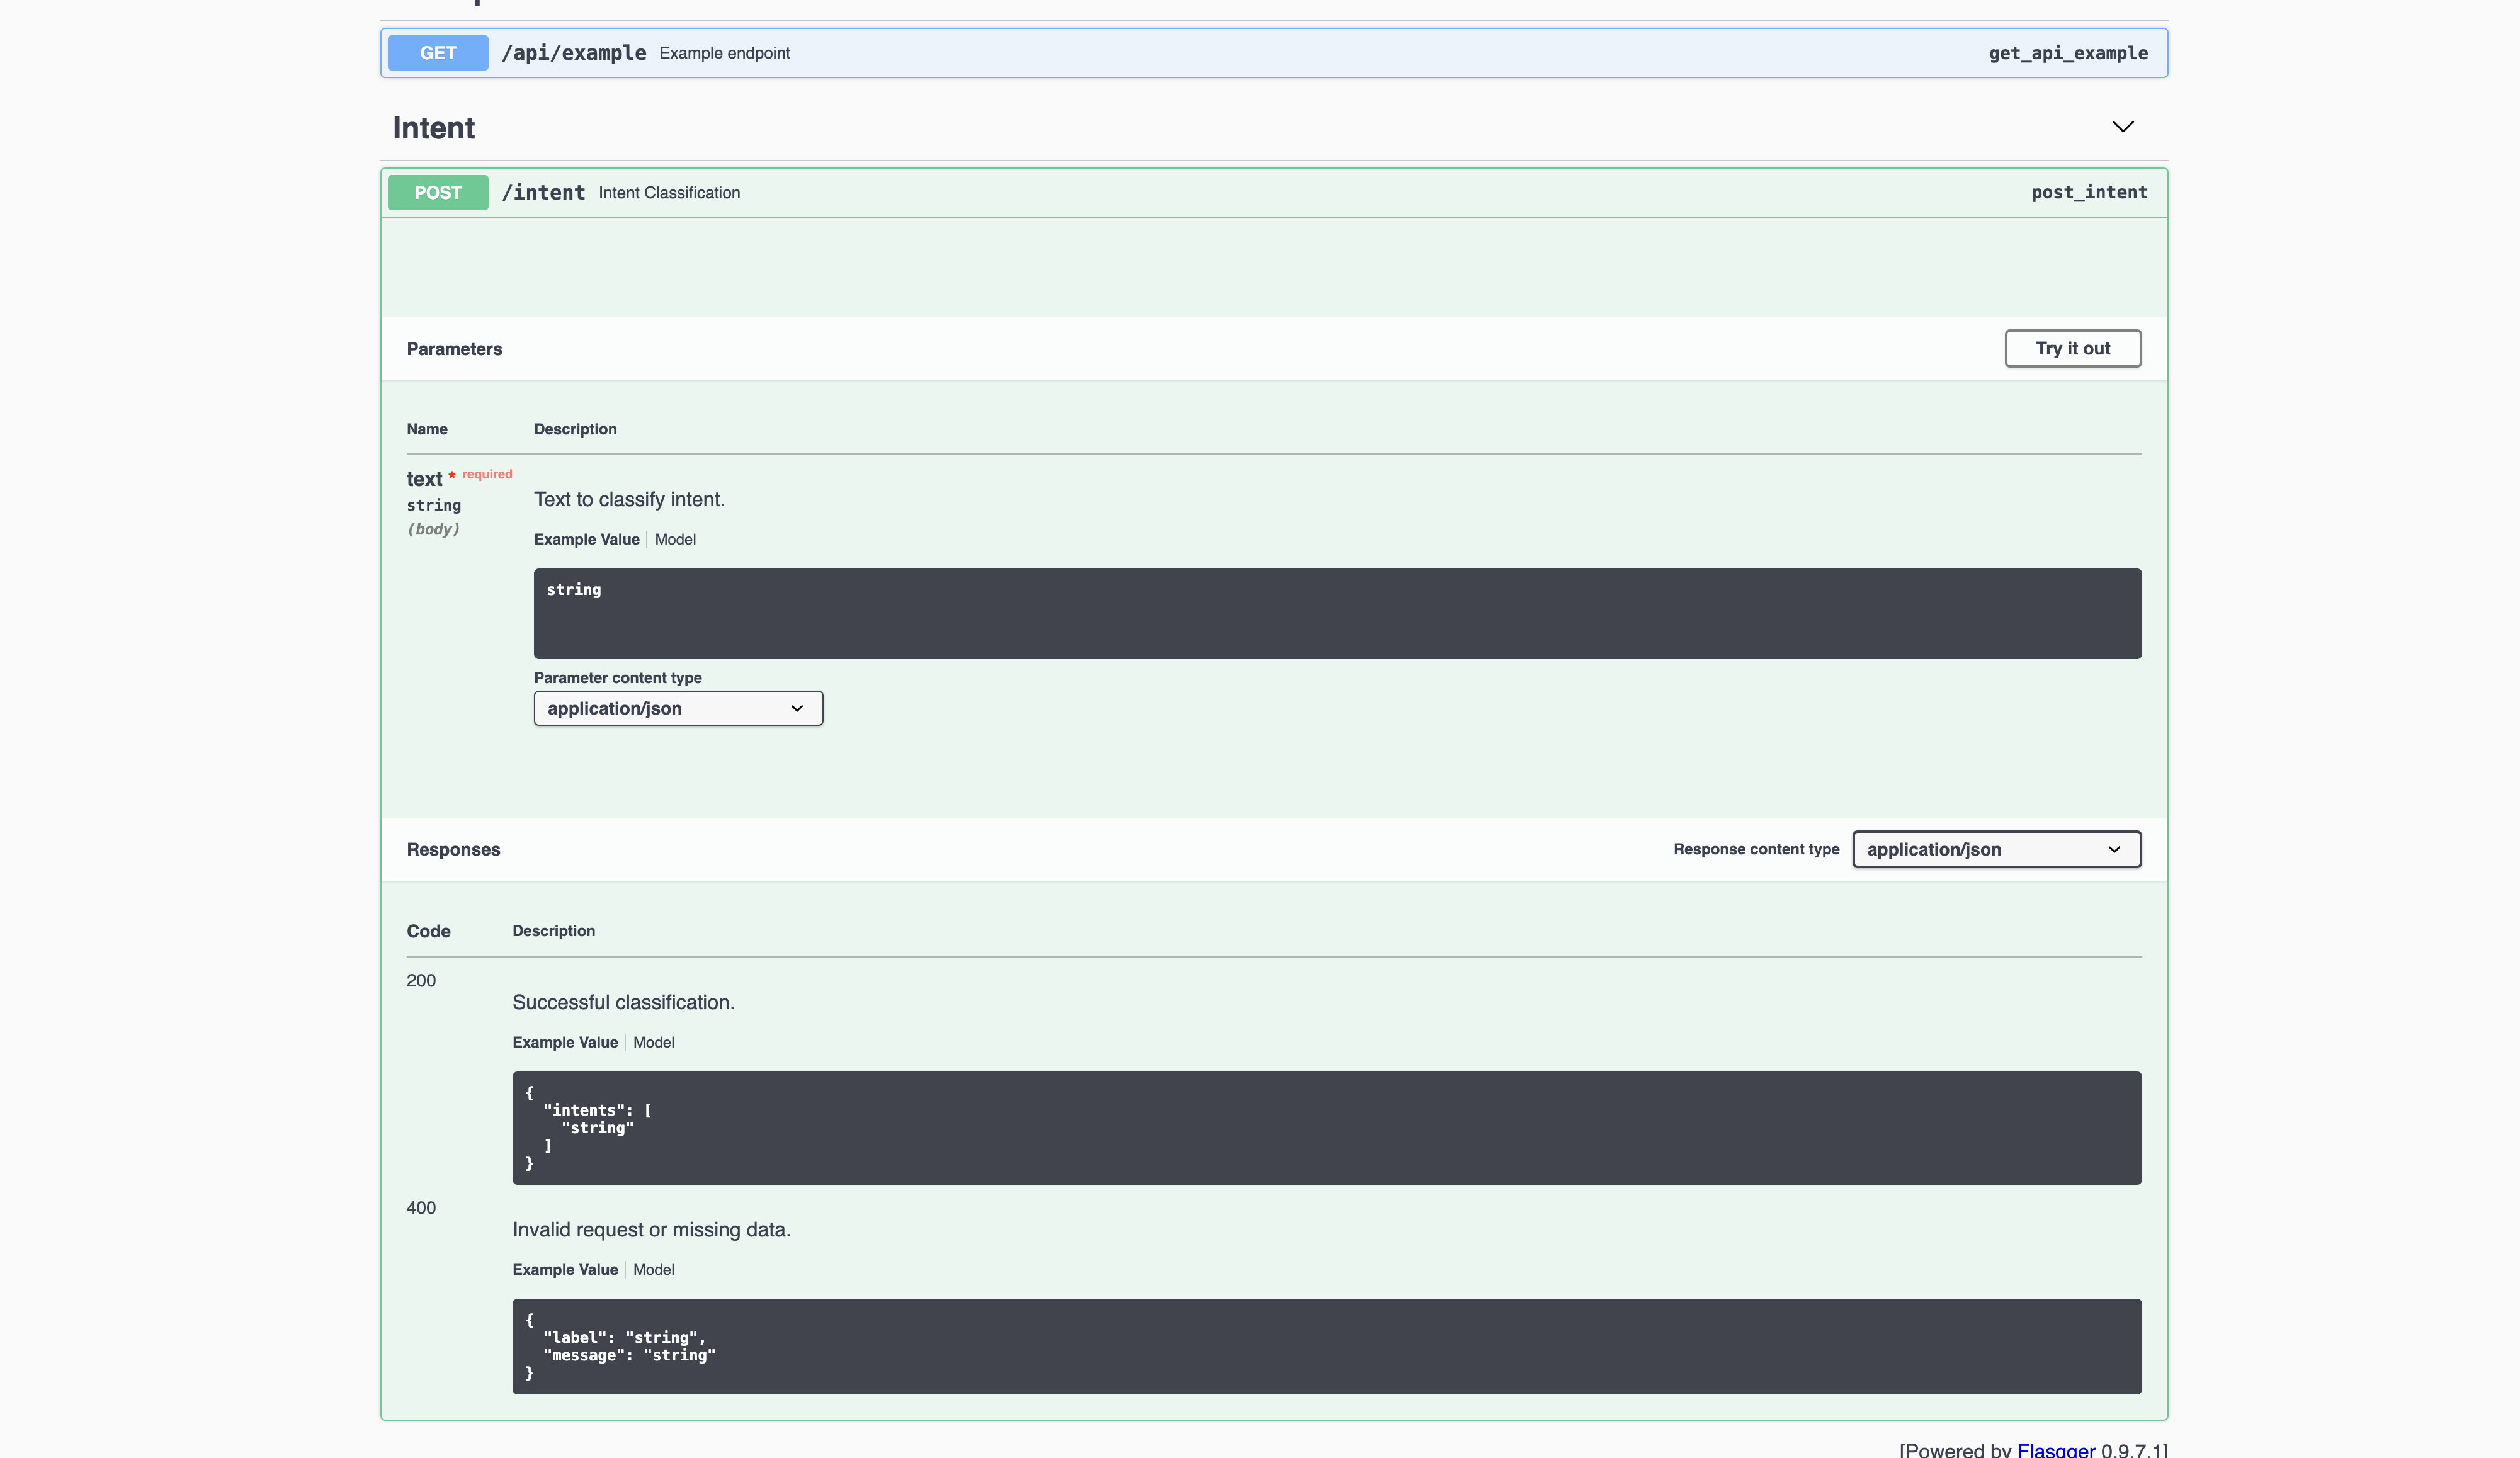 GET /api/example Example endpoint get_api_example
Intent
POST /intent Intent Classification post_intent
Parameters Try it out
Name Description
text * required
string
(body)
Text to classify intent.
Example Value Model
string
Parameter content type
application/json
Responses Response content type application/json
Code Description
200
Successful classification.
Example Value Model
{
  "intents": [
    "string"
  ]
}
400
Invalid request or missing data.
Example Value Model
{
  "label": "string",
  "message": "string"
}
[Powered by Flasgger 0.9.7.1]